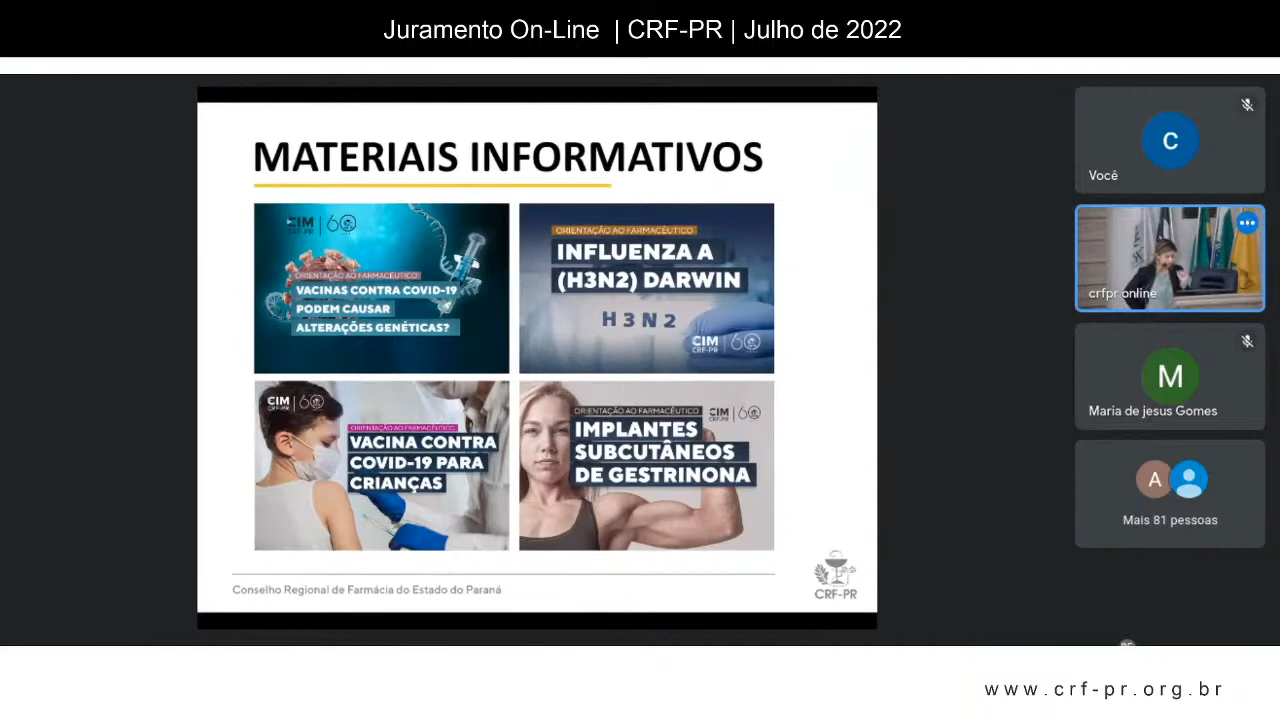 Juramento On-Line | CRF-PR | Julho de 2022
MATERIAIS INFORMATIVOS
CIM
CRF-PR
60
ORIENTAÇÃO AO FARMACÊUTICO
VACINAS CONTRA COVID-19
PODEM CAUSAR
ALTERAÇÕES GENÉTICAS?
ORIENTAÇÃO AO FARMACÊUTICO
INFLUENZA A
(H3N2) DARWIN
H3N2
CIM
CRF-PR
60
CIM
CRF-PR
60
ORIENTAÇÃO AO FARMACÊUTICO
VACINA CONTRA
COVID-19 PARA
CRIANÇAS
ORIENTAÇÃO AO FARMACÊUTICO
CIM
CRF-PR
60
IMPLANTES
SUBCUTÂNEOS
DE GESTRINONA
Conselho Regional de Farmácia do Estado do Paraná
CRF-PR
C
Você
crfpr online
M
Maria de jesus Gomes
A
Mais 81 pessoas
www.crf-pr.org.br